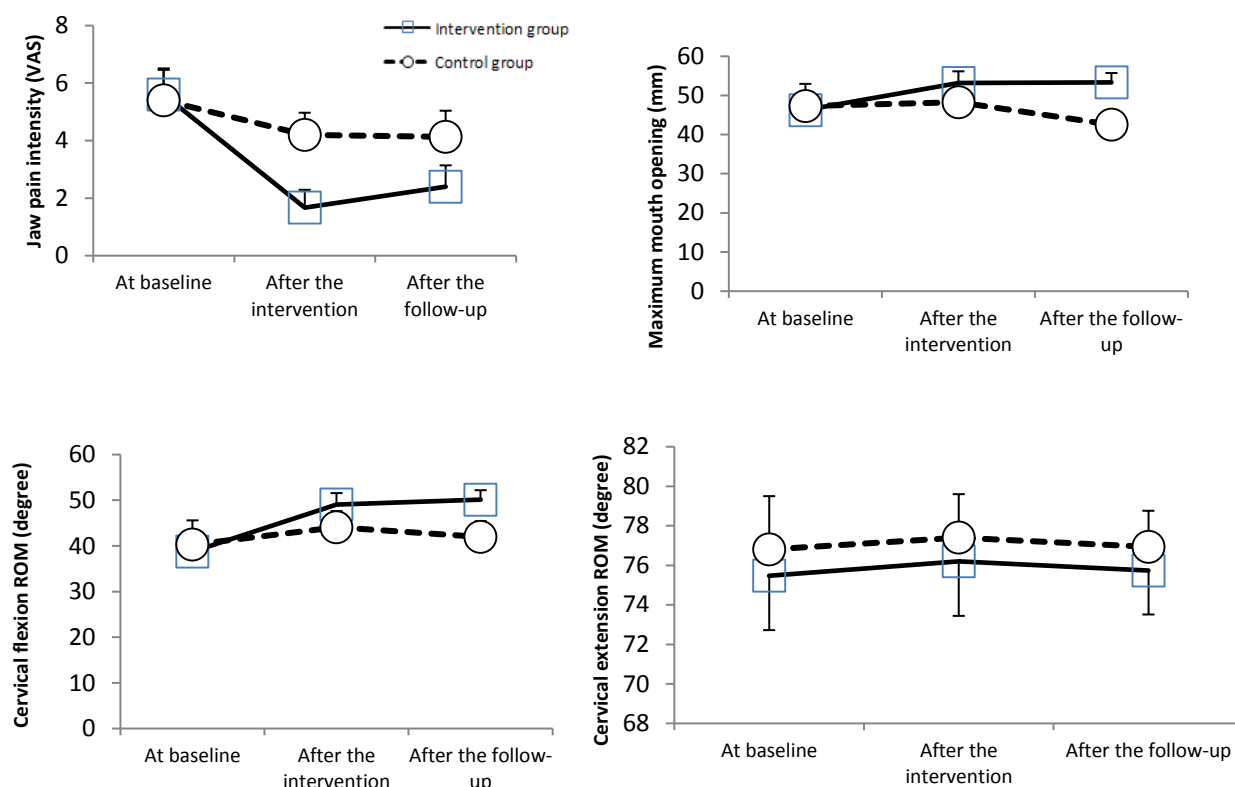 Jaw pain intensity (VAS)
8
6
4
2
0
Intervention group
Control group
At baseline
After the
intervention
After the
follow-up
Maximum mouth opening (mm)
60
50
40
30
20
10
0
At baseline
After the
intervention
After the follow-
up
Cervical flexion ROM (degree)
60
50
40
30
20
10
0
At baseline
After the
intervention
After the follow-
up
Cervical extension ROM (degree)
82
80
78
76
74
72
70
68
At baseline
After the
intervention
After the follow-up